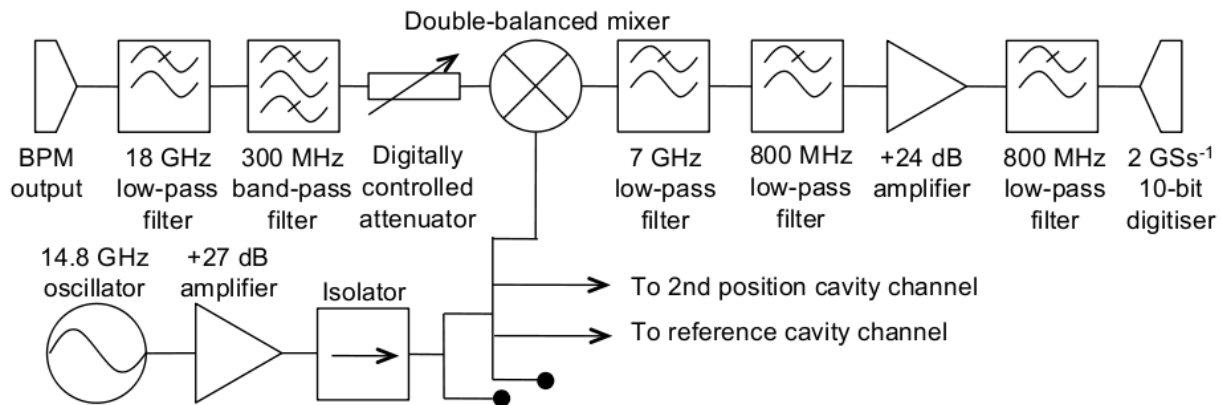 Double-balanced mixer
BPM
output
18 GHz
low-pass
filter
300 MHz
band-pass
filter
Digitally
controlled
attenuator
7 GHz
low-pass
filter
800 MHz
low-pass
filter
+24 dB
amplifier
800 MHz
low-pass
filter
2 GSs⁻¹
10-bit
digitiser
14.8 GHz
oscillator
+27 dB
amplifier
Isolator
To 2nd position cavity channel
To reference cavity channel